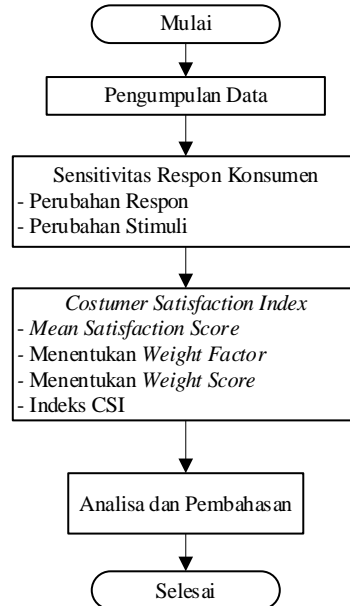 Mulai
Pengumpulan Data
Sensitivitas Respon Konsumen
- Perubahan Respon
- Perubahan Stimuli
Costumer Satisfaction Index
- Mean Satisfaction Score
- Menentukan Weight Factor
- Menentukan Weight Score
- Indeks CSI
Analisa dan Pembahasan
Selesai